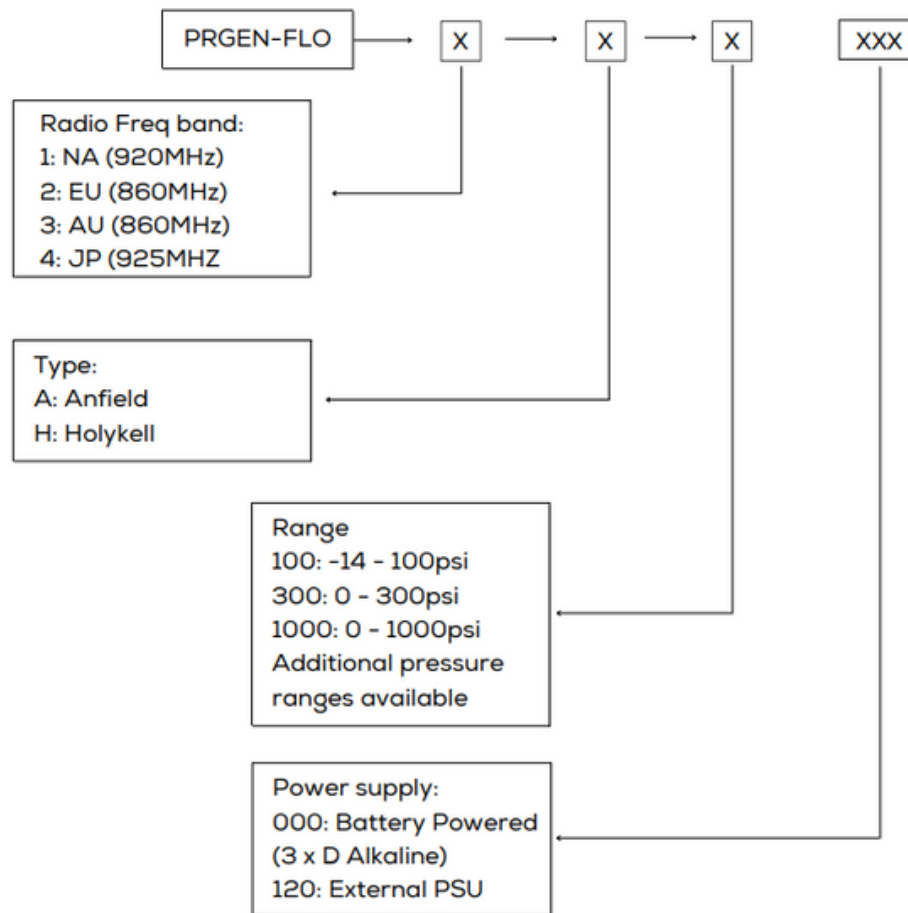 PRGEN-FLO X X X XXX
Radio Freq band:
1: NA (920MHz)
2: EU (860MHz)
3: AU (860MHz)
4: JP (925MHZ
Type:
A: Anfield
H: Holykell
Range
100: -14 - 100psi
300: 0 - 300psi
1000: 0 - 1000psi
Additional pressure
ranges available
Power supply:
000: Battery Powered
(3 x D Alkaline)
120: External PSU